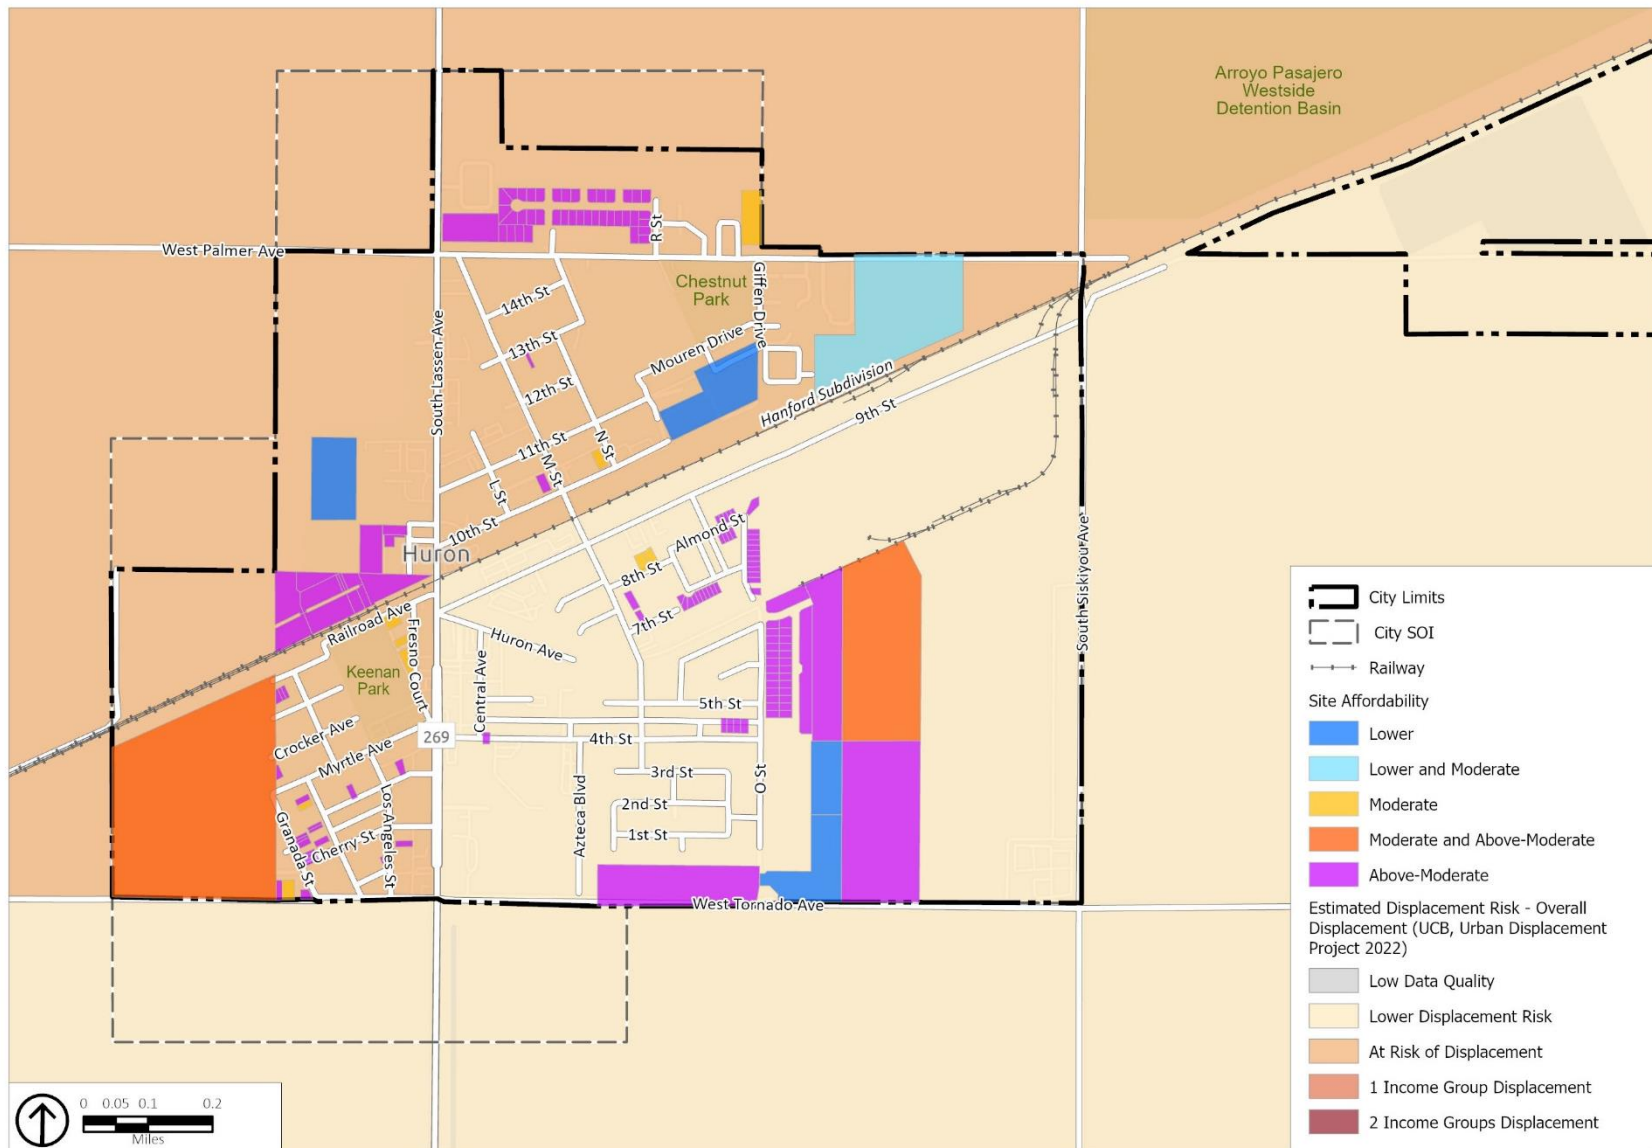 Arroyo Pasajero
Westside
Detention Basin
West Palmer Ave
R St
Chestnut
Park
Giffen Drive
14th St
13th St
12th St
Mouren Drive
South Lassen Ave
11th St
N St
M St
L St
10th St
Hanford Subdivision
9th St
Huron
Almond St
8th St
7th St
South Siskiyou Ave
Railroad Ave
Fresno Court
Huron Ave
Keenan
Park
Central Ave
5th St
269
4th St
Crocker Ave
Myrtle Ave
3rd St
2nd St
1st St
O St
Azteca Blvd
Los Angeles St
Granada St
Cherry St
West Tornado Ave
City Limits
City SOI
Railway
Site Affordability
Lower
Lower and Moderate
Moderate
Moderate and Above-Moderate
Above-Moderate
Estimated Displacement Risk - Overall
Displacement (UCB, Urban Displacement
Project 2022)
Low Data Quality
Lower Displacement Risk
At Risk of Displacement
1 Income Group Displacement
2 Income Groups Displacement
0 0.05 0.1 0.2
Miles